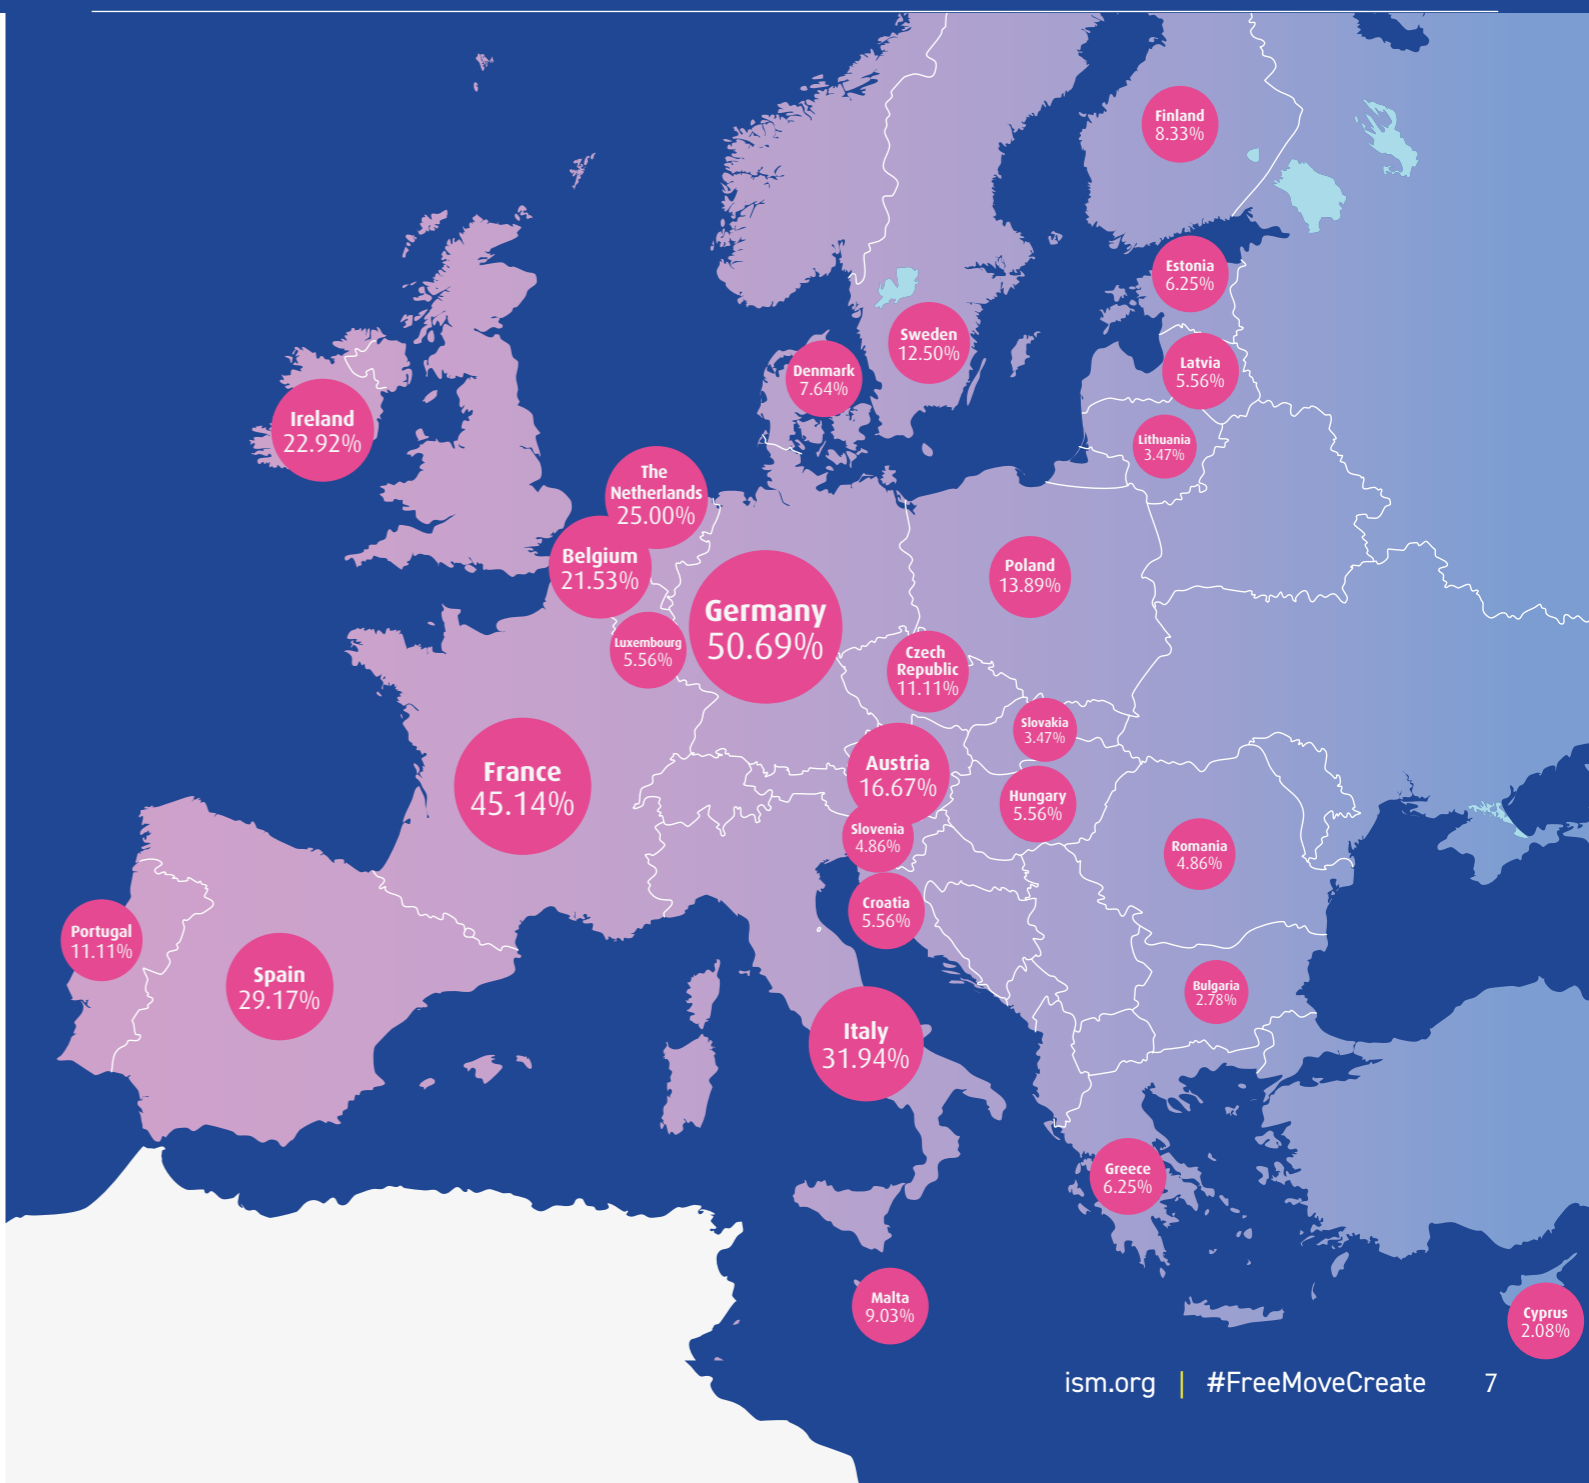 Finland
8.33%
Estonia
6.25%
Sweden
12.50%
Latvia
5.56%
Denmark
7.64%
Ireland
22.92%
Lithuania
3.47%
The
Netherlands
25.00%
Belgium
21.53%
Poland
13.89%
Germany
50.69%
Luxembourg
5.56%
Czech
Republic
11.11%
Slovakia
3.47%
France
45.14%
Austria
16.67%
Hungary
5.56%
Slovenia
4.86%
Romania
4.86%
Croatia
5.56%
Portugal
11.11%
Spain
29.17%
Bulgaria
2.78%
Italy
31.94%
Greece
6.25%
Malta
9.03%
Cyprus
2.08%
ism.org | #FreeMoveCreate 7